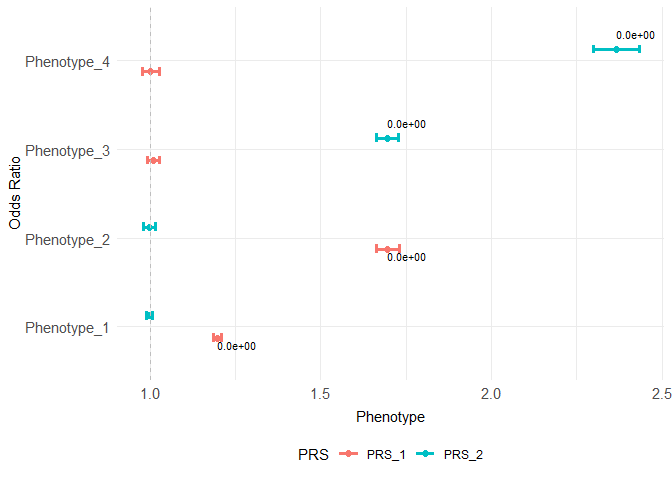 0.0e+00
Phenotype_4
0.0e+00
Phenotype_3
Odds Ratio
Phenotype_2
0.0e+00
Phenotype_1
0.0e+00
1.0 1.5 2.0 2.5
Phenotype
PRS PRS_1 PRS_2